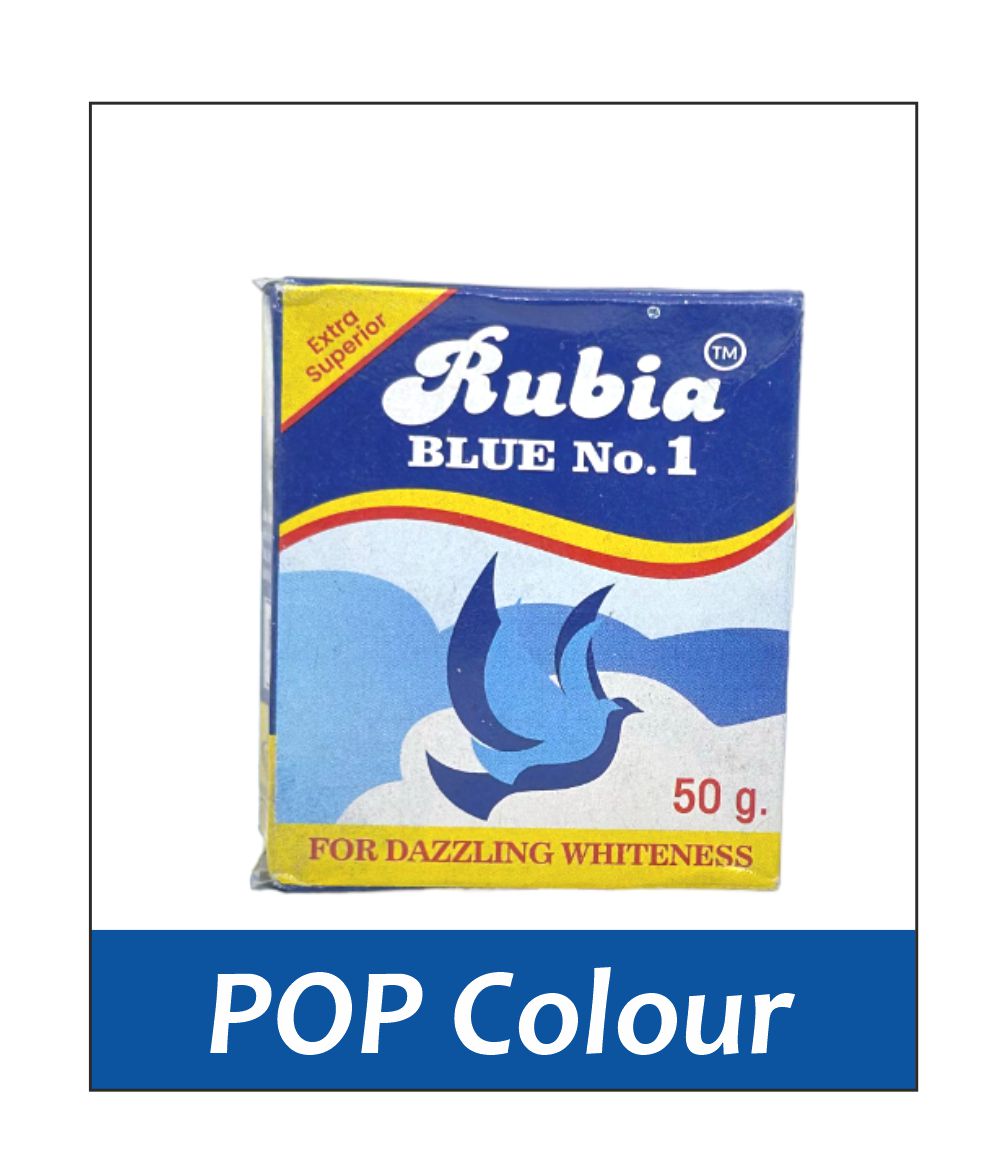 Extra
Superior
Rubia
TM
BLUE No. 1
50 g.
FOR DAZZLING WHITENESS
POP Colour